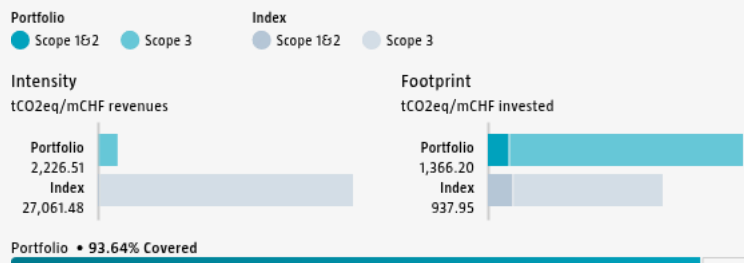 Portfolio
Scope 1&2
Scope 3
Index
Scope 1&2
Scope 3
Intensity
tCO2eq/mCHF revenues
Portfolio
2,226.51
Index
27,061.48
Footprint
tCO2eq/mCHF invested
Portfolio
1,366.20
Index
937.95
Portfolio • 93.64% Covered